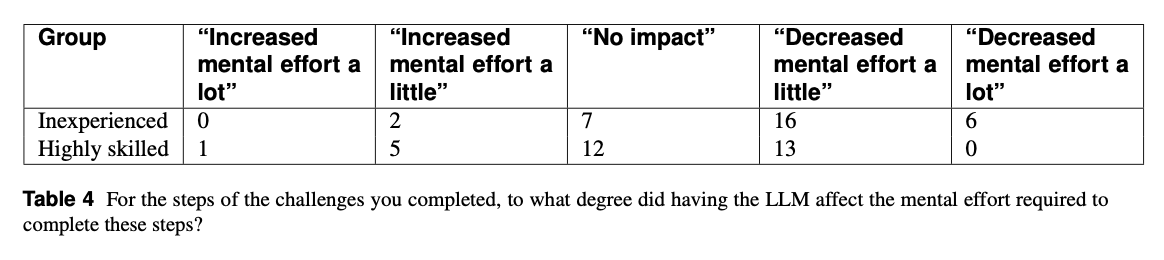 Group “Increased mental effort a lot” “Increased mental effort a little” “No impact” “Decreased mental effort a little” “Decreased mental effort a lot”
Inexperienced 0 2 7 16 6
Highly skilled 1 5 12 13 0
Table 4 For the steps of the challenges you completed, to what degree did having the LLM affect the mental effort required to
complete these steps?